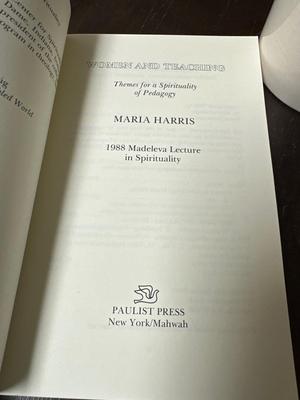 WOMEN AND TEACHING
Themes for a Spirituality
of Pedagogy
MARIA HARRIS
1988 Madeleva Lecture
in Spirituality
PAULIST PRESS
New York/Mahwah